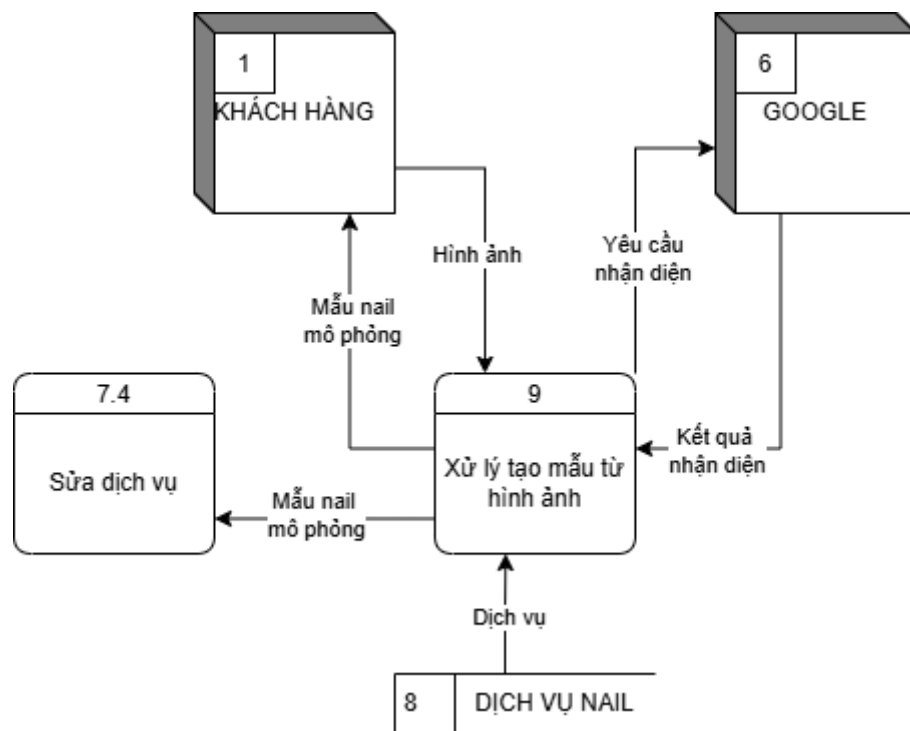 1
KHÁCH HÀNG
6
GOOGLE
Hình ảnh
Yêu cầu
nhận diện
Mẫu nail
mô phỏng
7.4
Sửa dịch vụ
9
Xử lý tạo mẫu từ
hình ảnh
Kết quả
nhận diện
Mẫu nail
mô phỏng
Dịch vụ
8
DỊCH VỤ NAIL